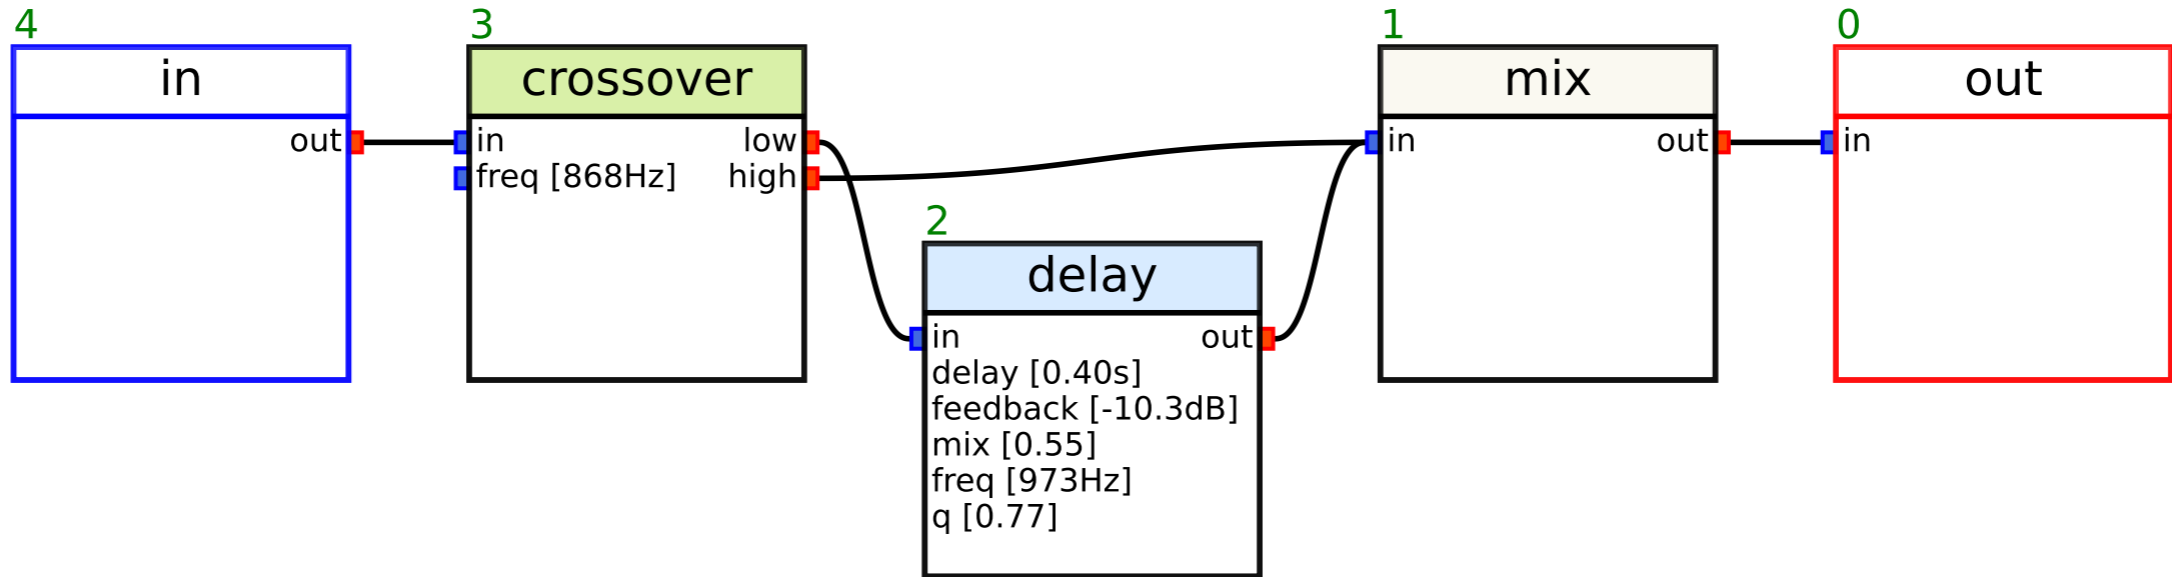 4
in
out
3
crossover
in
low
freq [868Hz]
high
2
delay
in
out
delay [0.40s]
feedback [-10.3dB]
mix [0.55]
freq [973Hz]
q [0.77]
1
mix
in
out
0
out
in